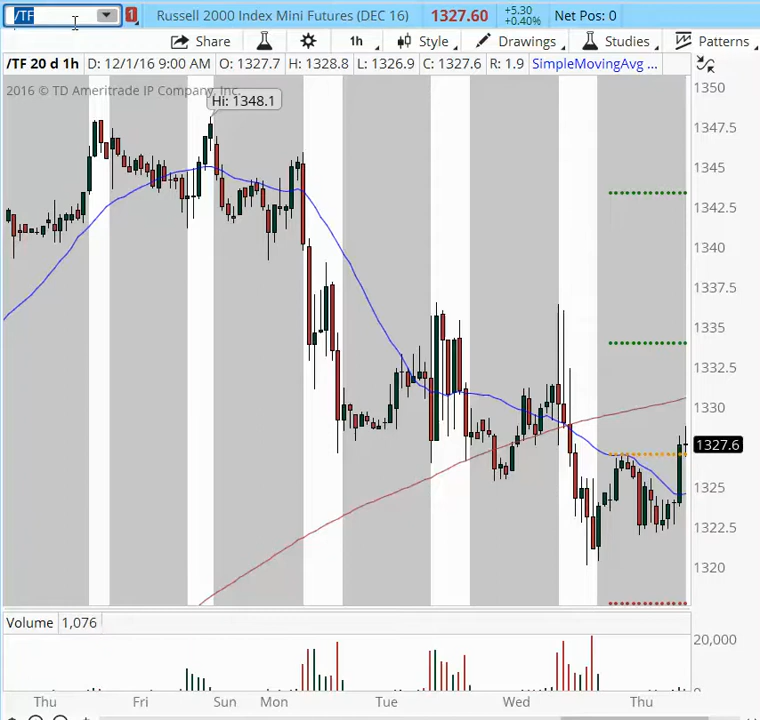 /TF 1 Russell 2000 Index Mini Futures (DEC 16) 1327.60 +5.30 +0.40% Net Pos: 0
Share 1h Style Drawings Studies Patterns
/TF 20 d 1h D: 12/1/16 9:00 AM O: 1327.7 H: 1328.8 L: 1326.9 C: 1327.6 R: 1.9 SimpleMovingAvg ...
2016 © TD Ameritrade IP Company, Inc.
Hi: 1348.1
1350
1347.5
1345
1342.5
1340
1337.5
1335
1332.5
1330
1327.6
1325
1322.5
1320
Volume 1,076
20,000
0
Thu Fri Sun Mon Tue Wed Thu